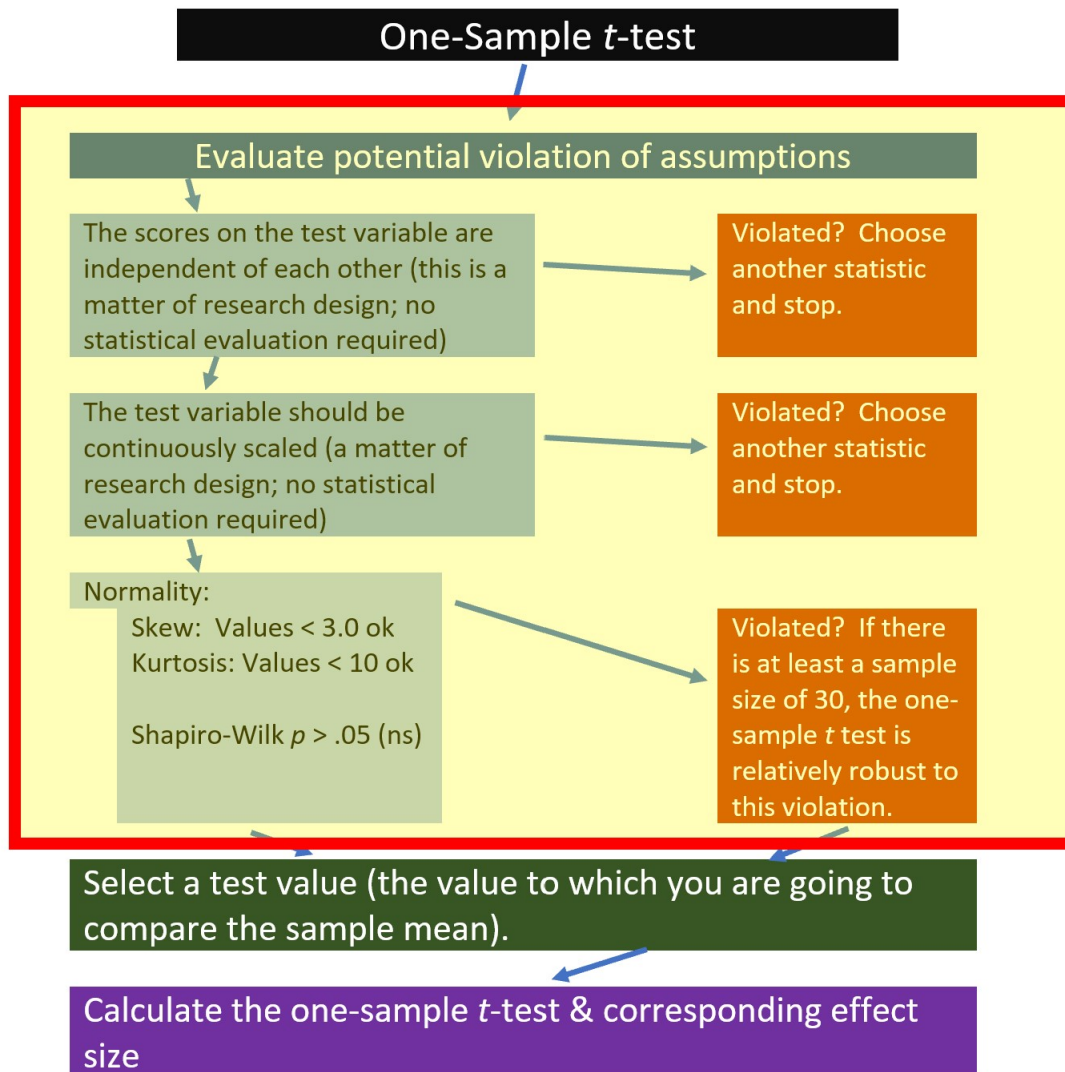 One-Sample t-test
Evaluate potential violation of assumptions
The scores on the test variable are
independent of each other (this is a
matter of research design; no
statistical evaluation required)
Violated?  Choose
another statistic
and stop.
The test variable should be
continuously scaled (a matter of
research design; no statistical
evaluation required)
Violated?  Choose
another statistic
and stop.
Normality:
Skew:  Values < 3.0 ok
Kurtosis: Values < 10 ok
Shapiro-Wilk p > .05 (ns)
Violated?  If there
is at least a sample
size of 30, the one-
sample t test is
relatively robust to
this violation.
Select a test value (the value to which you are going to
compare the sample mean).
Calculate the one-sample t-test & corresponding effect
size